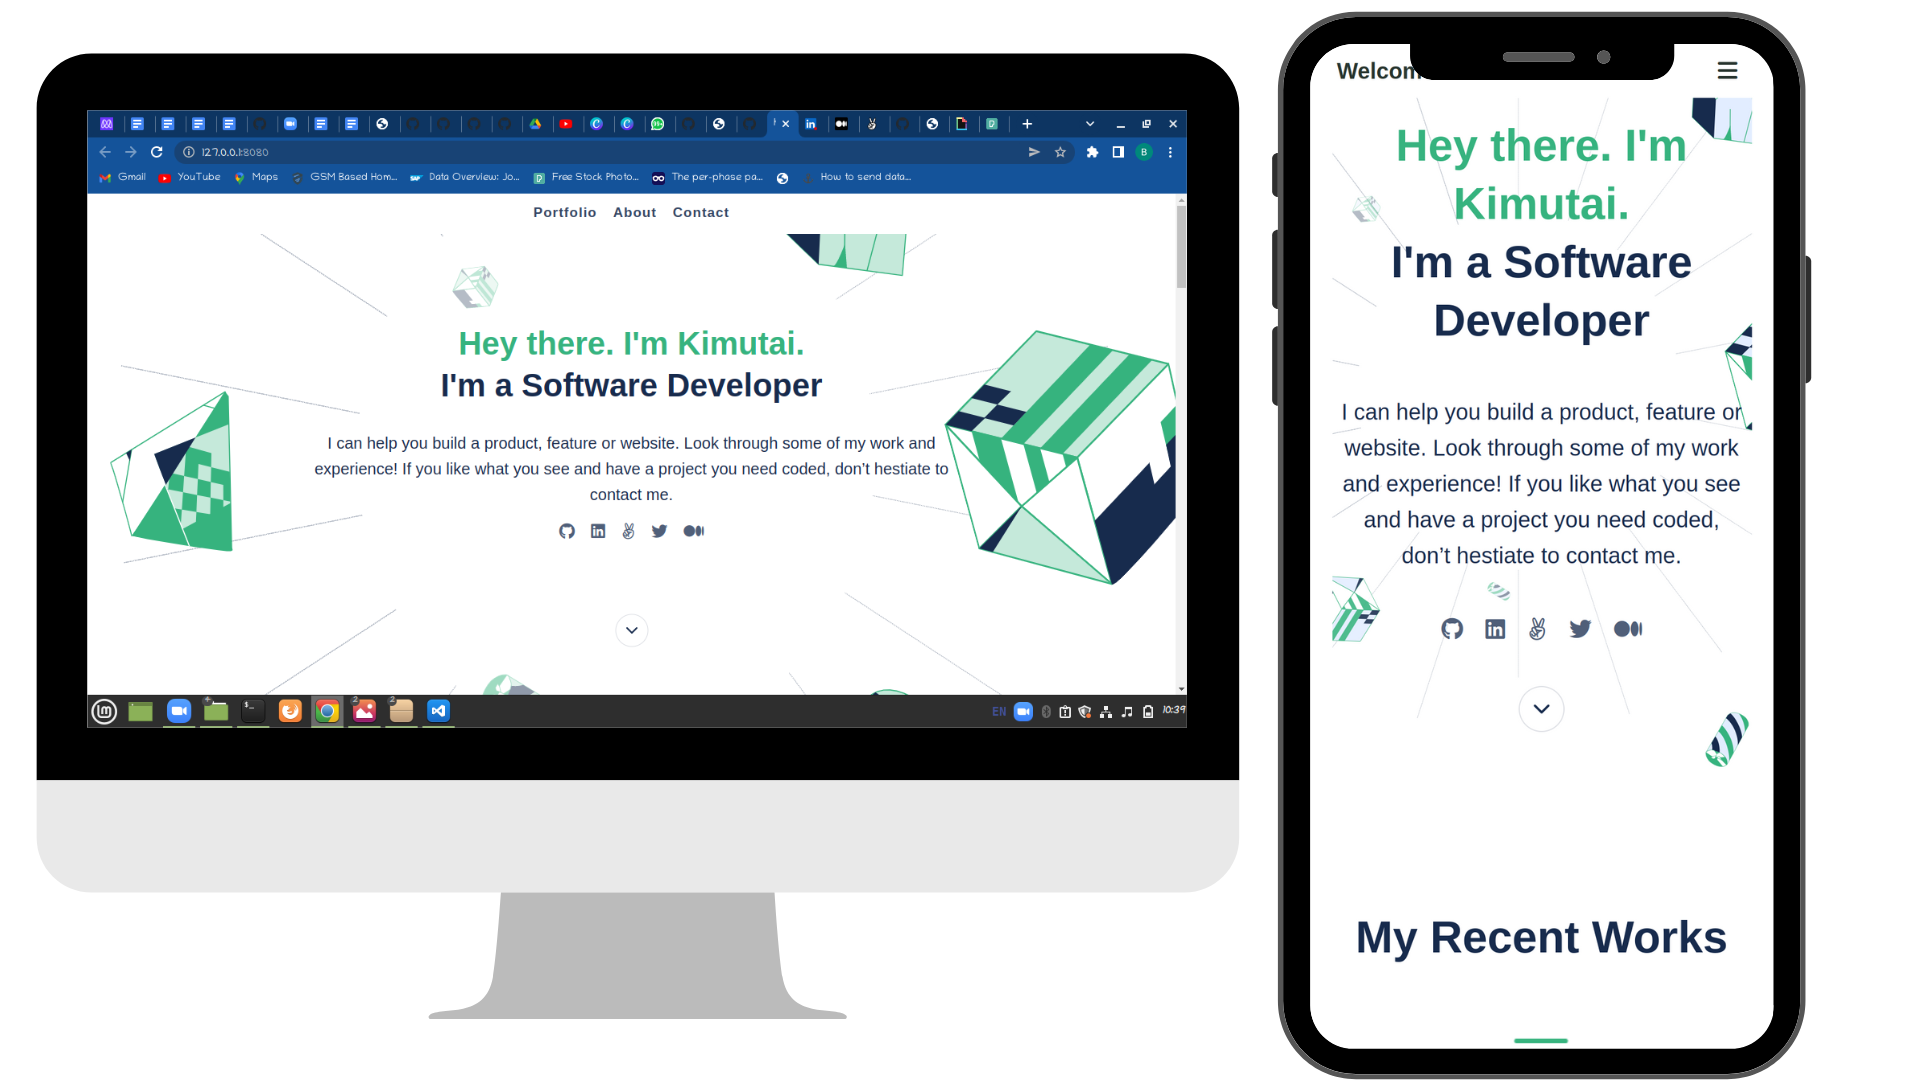 127.0.0.1:8080
B
Gmail
YouTube
Maps
GSM Based Hom...
Data Overview: Jo...
Free Stock Photo...
The per-phase pa...
How to send data...
Portfolio
About
Contact
Hey there. I'm Kimutai.
I'm a Software Developer
I can help you build a product, feature or website. Look through some of my work and
experience! If you like what you see and have a project you need coded, don’t hestiate to
contact me.
EN
10:39
Welcom
Hey there. I'm
Kimutai.
I'm a Software
Developer
I can help you build a product, feature or
website. Look through some of my work
and experience! If you like what you see
and have a project you need coded,
don’t hestiate to contact me.
My Recent Works